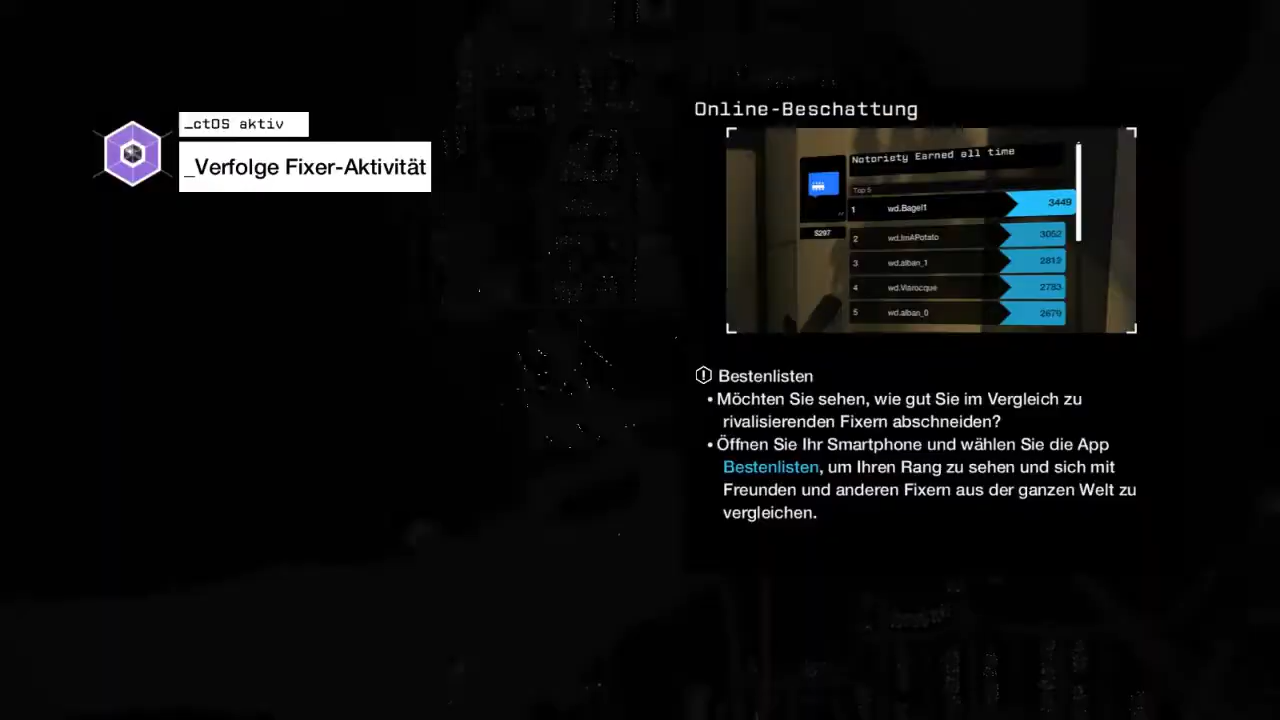 _ctOS aktiv
_Verfolge Fixer-Aktivität
Online-Beschattung
Notoriety Earned all time
Top 5
1 wd.Bagel1 3449
$297
2 wd.ImAPotato 3052
3 wd.alban_1 2812
4 wd.Visrocque 2783
5 wd.alban_0 2679
Bestenlisten
• Möchten Sie sehen, wie gut Sie im Vergleich zu
rivalisierenden Fixern abschneiden?
• Öffnen Sie Ihr Smartphone und wählen Sie die App
Bestenlisten, um Ihren Rang zu sehen und sich mit
Freunden und anderen Fixern aus der ganzen Welt zu
vergleichen.